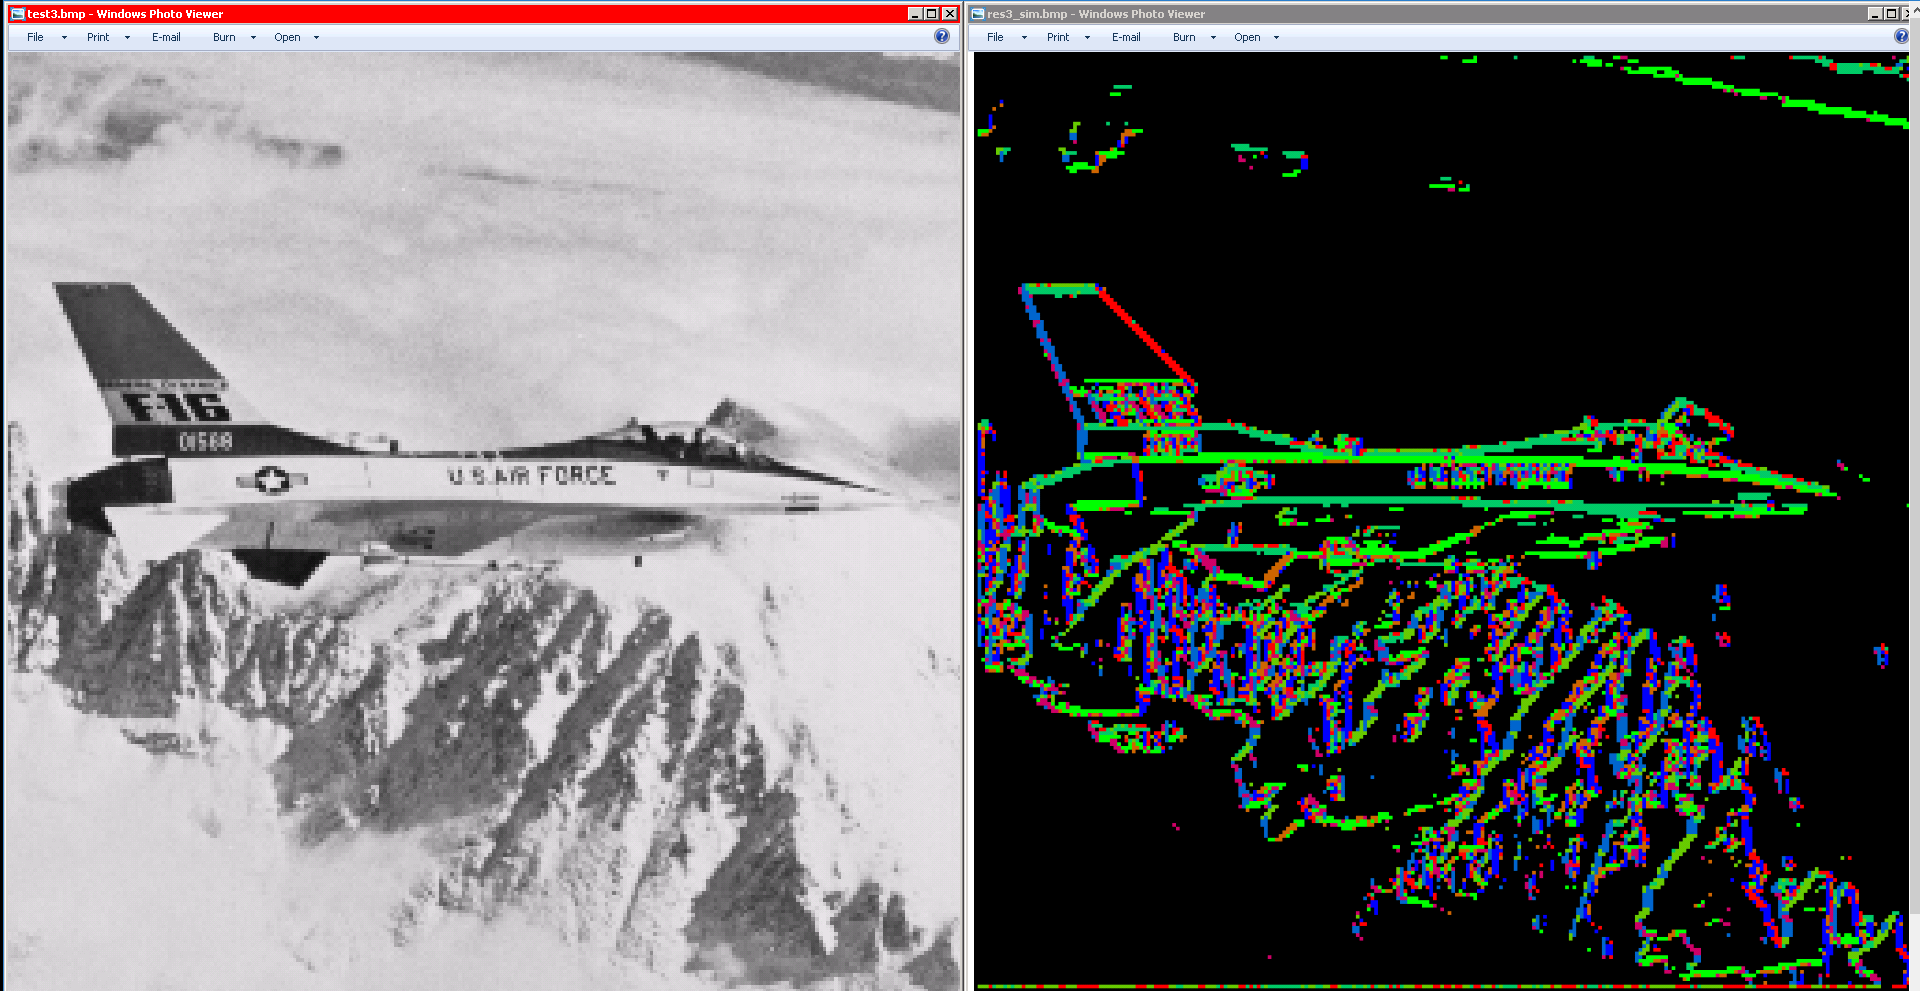 test3.bmp - Windows Photo Viewer
File Print E-mail Burn Open
F-16
01568
U.S. AIR FORCE
res3_sim.bmp - Windows Photo Viewer
File Print E-mail Burn Open